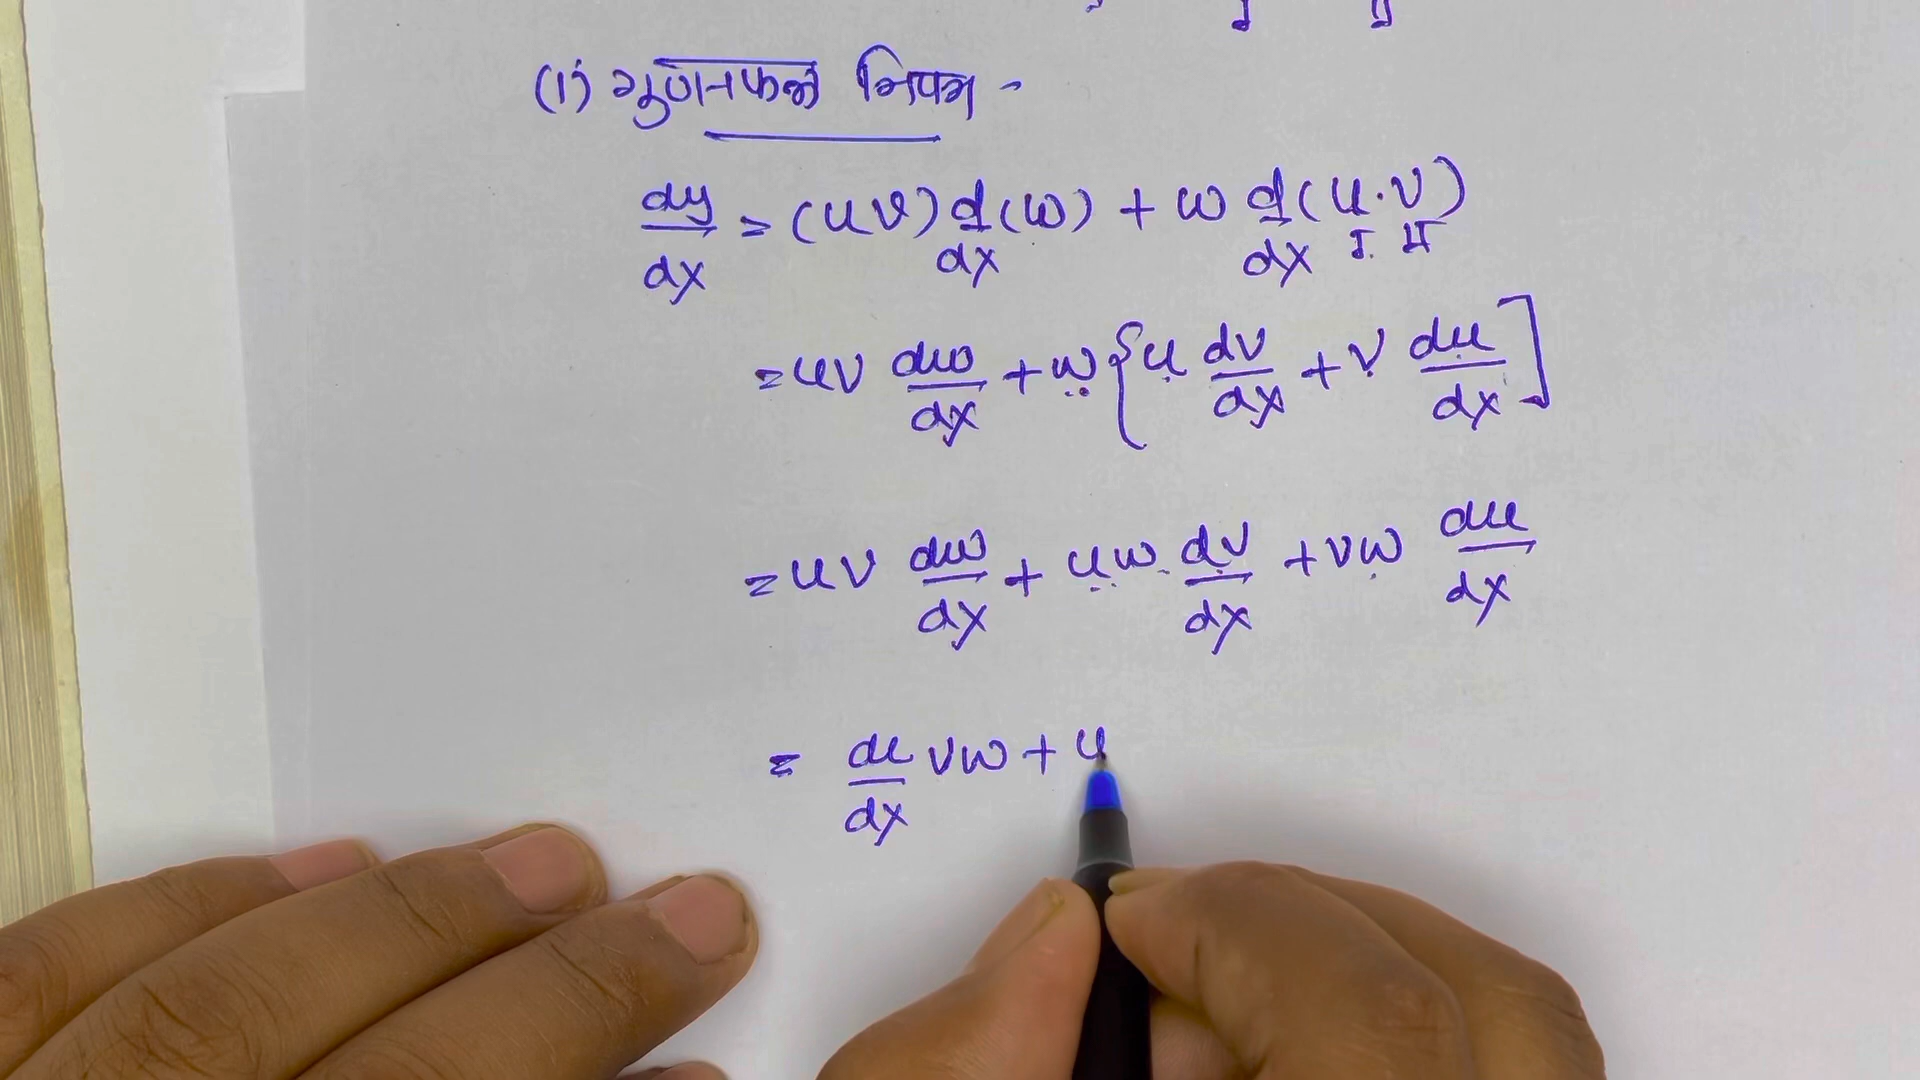 (i) गुणनफल नियम -
dy/dx = (uv) d/dx (w) + w d/dx (u.v)
I. II
= uv dw/dx + w { u dv/dx + v du/dx ]
= uv dw/dx + uw. dv/dx + vw du/dx
= du/dx vw + u